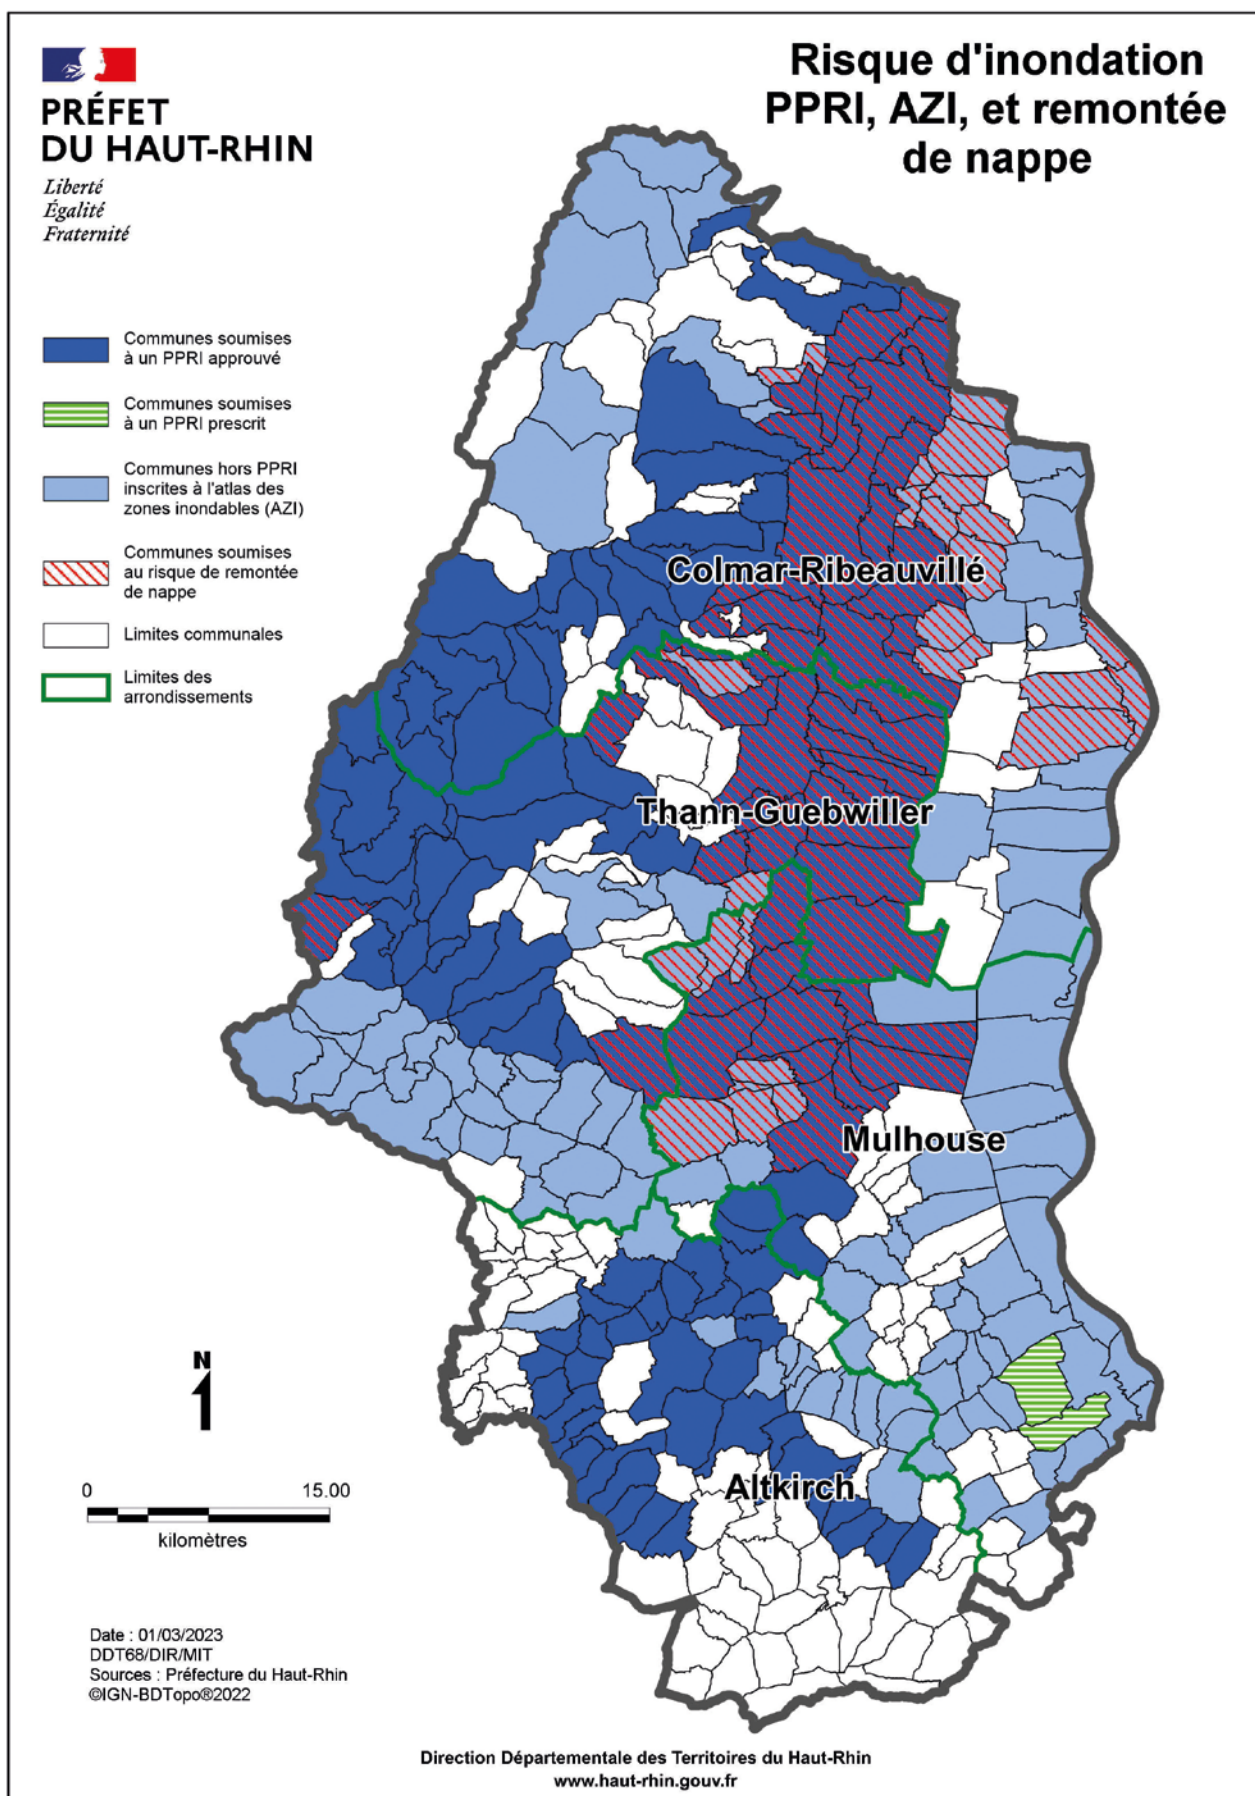 PRÉFET
DU HAUT-RHIN
Liberté
Égalité
Fraternité
Risque d'inondation
PPRI, AZI, et remontée
de nappe
Communes soumises
à un PPRI approuvé
Communes soumises
à un PPRI prescrit
Communes hors PPRI
inscrites à l'atlas des
zones inondables (AZI)
Communes soumises
au risque de remontée
de nappe
Limites communales
Limites des
arrondissements
Colmar-Ribeauvillé
Thann-Guebwiller
Mulhouse
Altkirch
N
0 15.00
kilomètres
Date : 01/03/2023
DDT68/DIR/MIT
Sources : Préfecture du Haut-Rhin
©IGN-BDTopo®2022
Direction Départementale des Territoires du Haut-Rhin
www.haut-rhin.gouv.fr